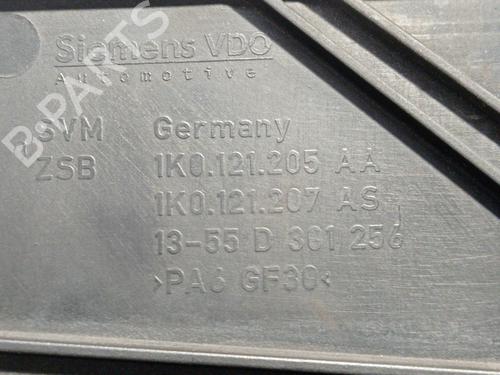 Siemens VDO
Automotive
SVM Germany
ZSB 1K0.121.205 AA
1K0.121.207 AS
13-55 D 301 256
>PA6 GF30<
B-PARTS